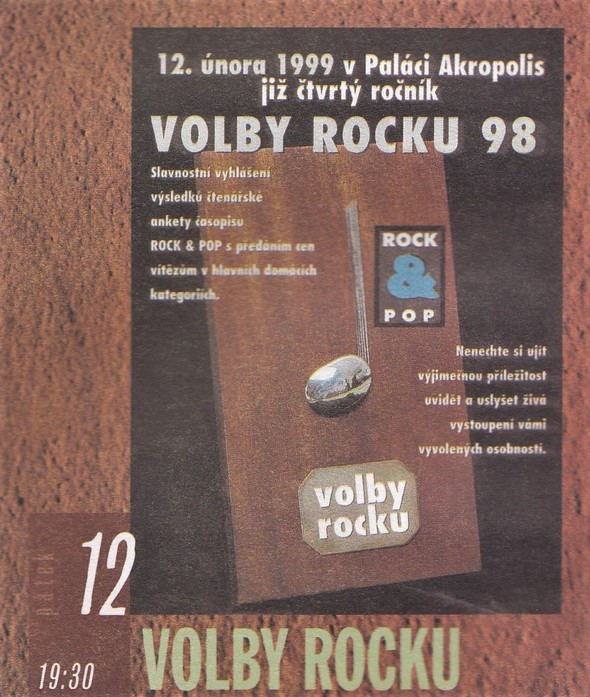 12. února 1999 v Paláci Akropolis
již čtvrtý ročník
VOLBY ROCKU 98
Slavnostní vyhlášení
výsledků čtenářské
ankety časopisu
ROCK & POP s předáním cen
vítězům v hlavních domácích
kategoriích.
ROCK
&
POP
Nenechte si ujít
výjimečnou příležitost
uvidět a uslyšet živá
vystoupení vámi
vyvolených osobností.
volby
rocku
pátek
12
19:30
VOLBY ROCKU